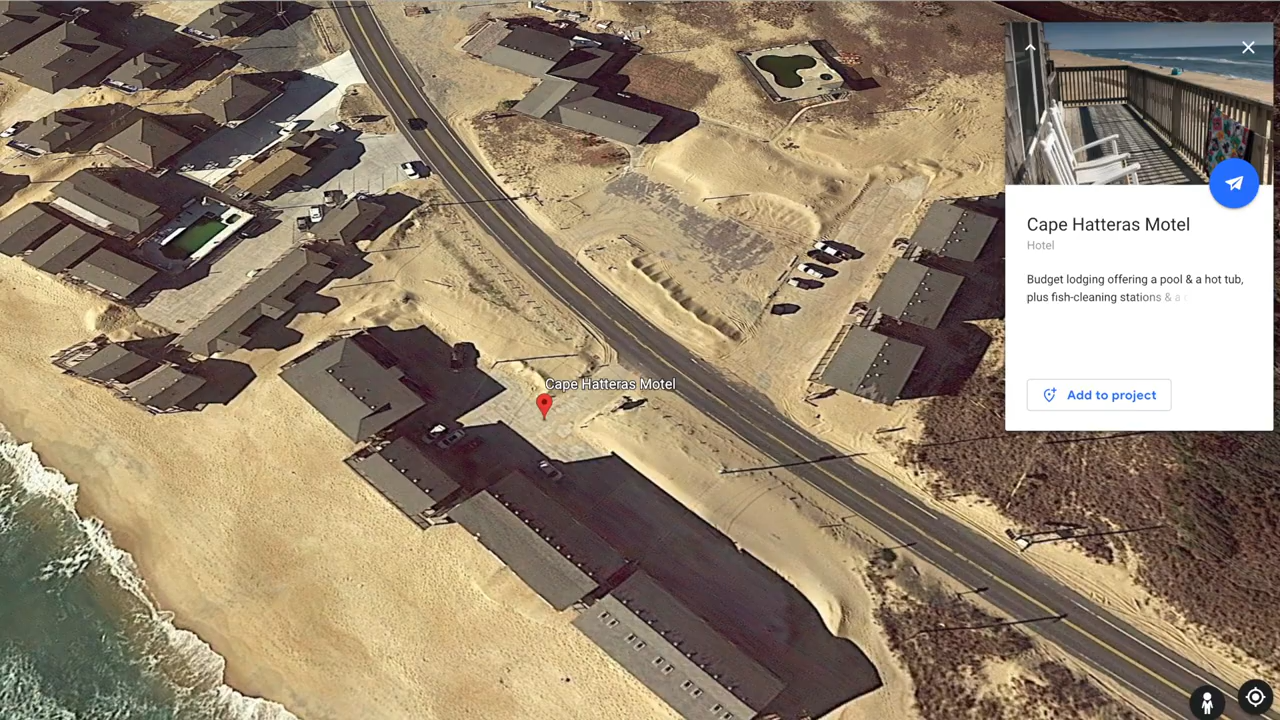 Cape Hatteras Motel
Hotel
Budget lodging offering a pool & a hot tub,
plus fish-cleaning stations & a
Add to project
Cape Hatteras Motel